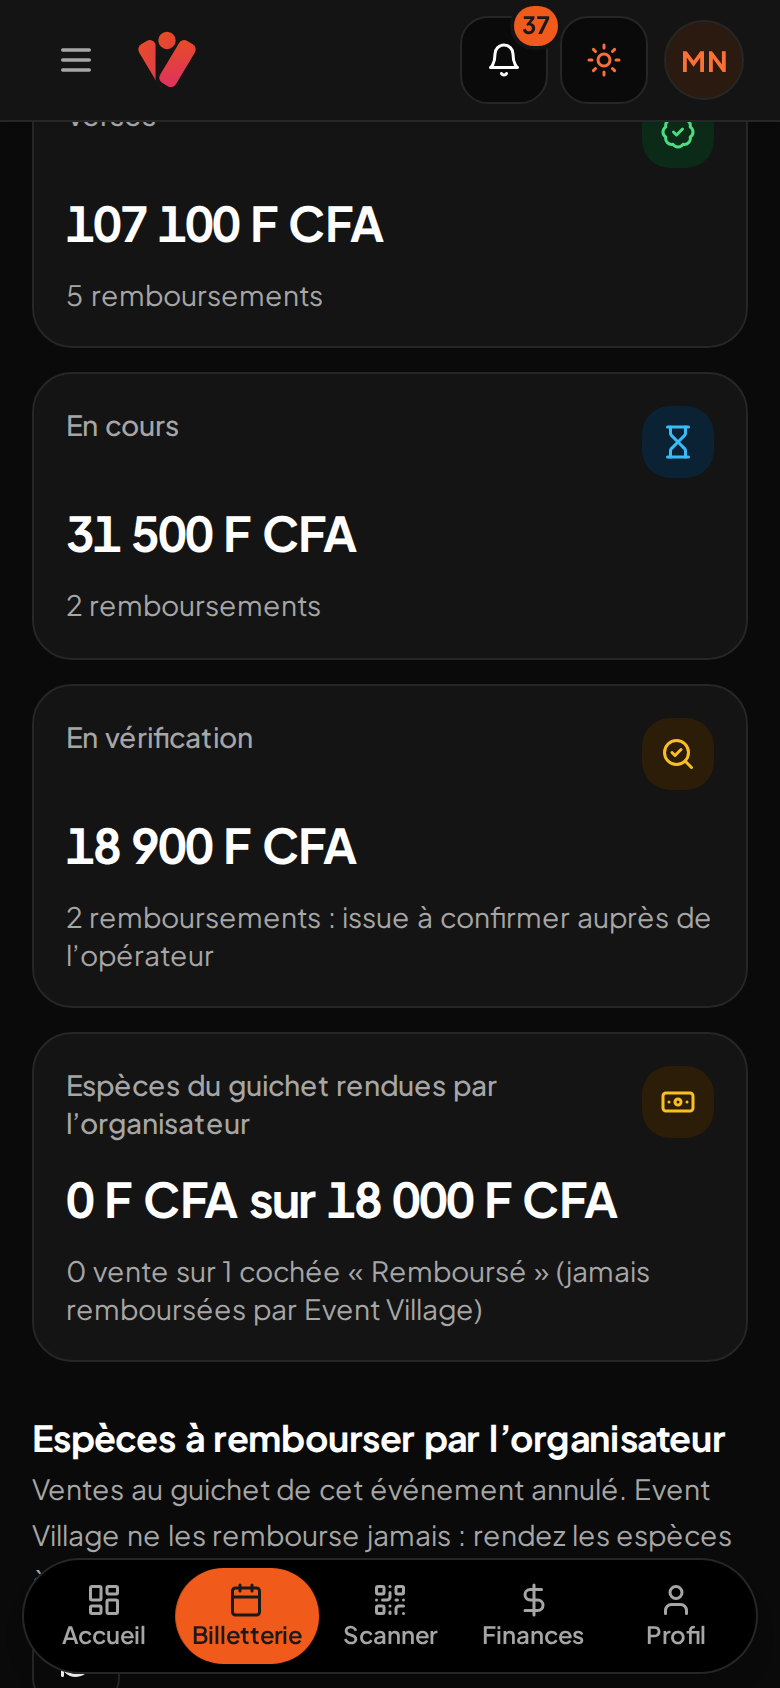 37
MN
versés
107 100 F CFA
5 remboursements
En cours
31 500 F CFA
2 remboursements
En vérification
18 900 F CFA
2 remboursements : issue à confirmer auprès de
l’opérateur
Espèces du guichet rendues par
l’organisateur
0 F CFA sur 18 000 F CFA
0 vente sur 1 cochée « Remboursé » (jamais
remboursées par Event Village)
Espèces à rembourser par l’organisateur
Ventes au guichet de cet événement annulé. Event
Village ne les rembourse jamais : rendez les espèces
Accueil
Billetterie
Scanner
Finances
Profil